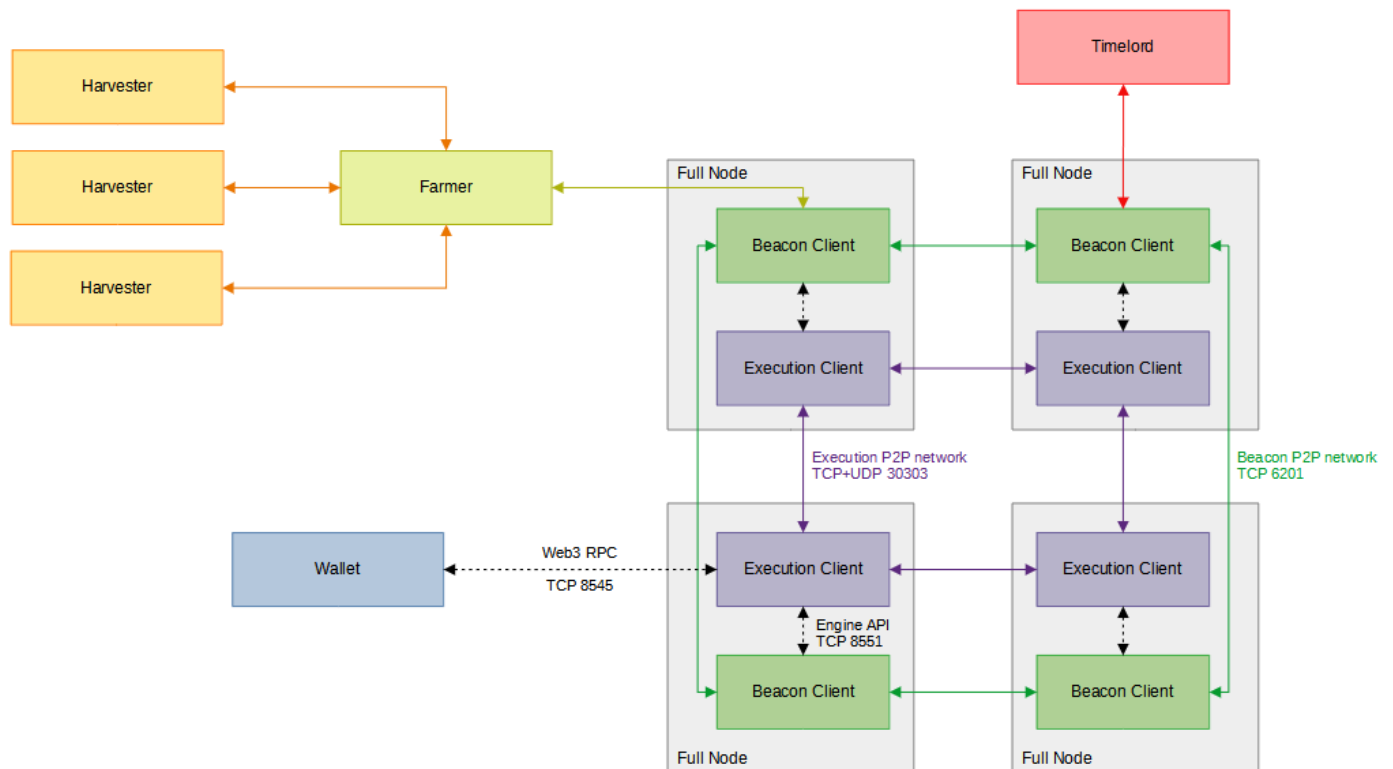 Timelord
Harvester
Harvester
Harvester
Farmer
Full Node
Full Node
Beacon Client
Beacon Client
Execution Client
Execution Client
Execution P2P network
TCP+UDP 30303
Beacon P2P network
TCP 6201
Wallet
Web3 RPC
TCP 8545
Execution Client
Execution Client
Engine API
TCP 8551
Beacon Client
Beacon Client
Full Node
Full Node